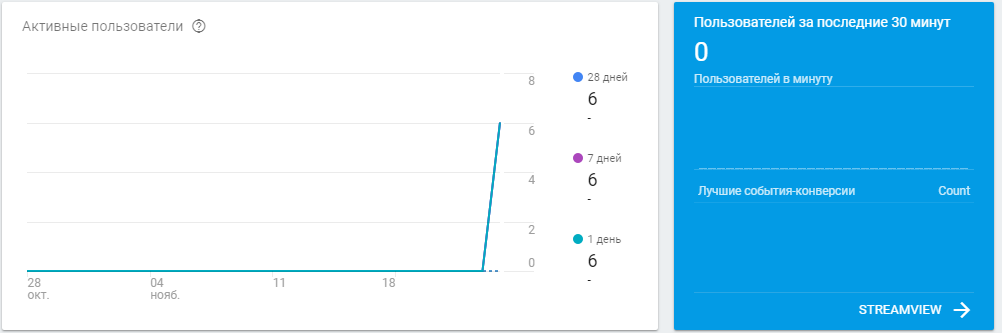 Активные пользователи
8
6
4
2
0
28
окт.
04
нояб.
11
18
28 дней
6
-
7 дней
6
-
1 день
6
-
Пользователей за последние 30 минут
0
Пользователей в минуту
Лучшие события-конверсии Count
STREAMVIEW